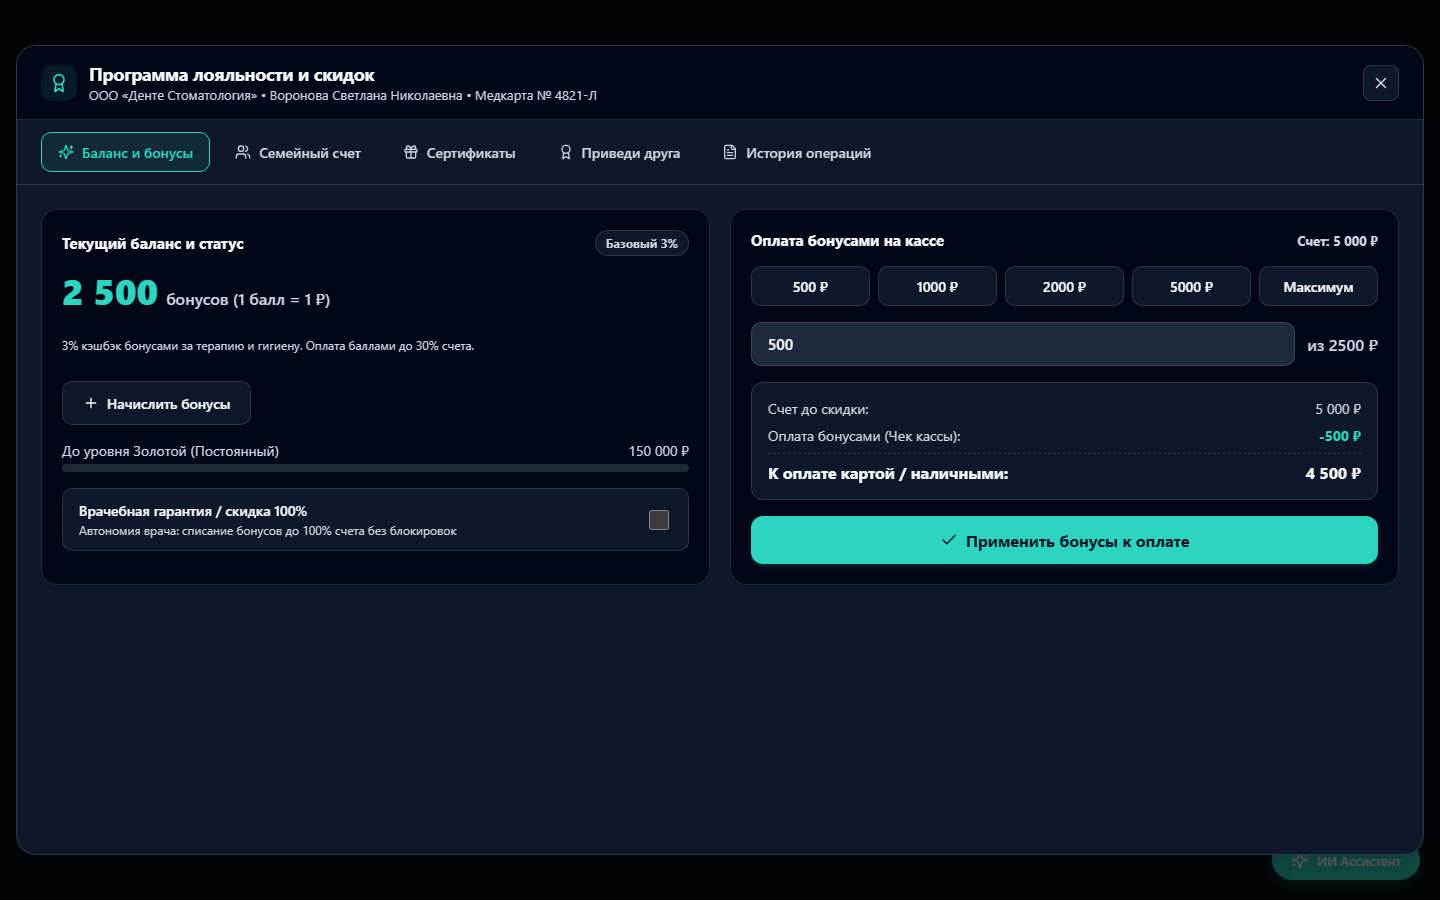 Программа лояльности и скидок
ООО «Денте Стоматология» • Воронова Светлана Николаевна • Медкарта № 4821-Л
Баланс и бонусы
Семейный счет
Сертификаты
Приведи друга
История операций
Текущий баланс и статус
Базовый 3%
2 500 бонусов (1 балл = 1 ₽)
3% кэшбэк бонусами за терапию и гигиену. Оплата баллами до 30% счета.
Начислить бонусы
До уровня Золотой (Постоянный)
150 000 ₽
Врачебная гарантия / скидка 100%
Автономия врача: списание бонусов до 100% счета без блокировок
Оплата бонусами на кассе
Счет: 5 000 ₽
500 ₽
1000 ₽
2000 ₽
5000 ₽
Максимум
500
из 2500 ₽
Счет до скидки:
5 000 ₽
Оплата бонусами (Чек кассы):
-500 ₽
К оплате картой / наличными:
4 500 ₽
Применить бонусы к оплате
ИИ Ассистент